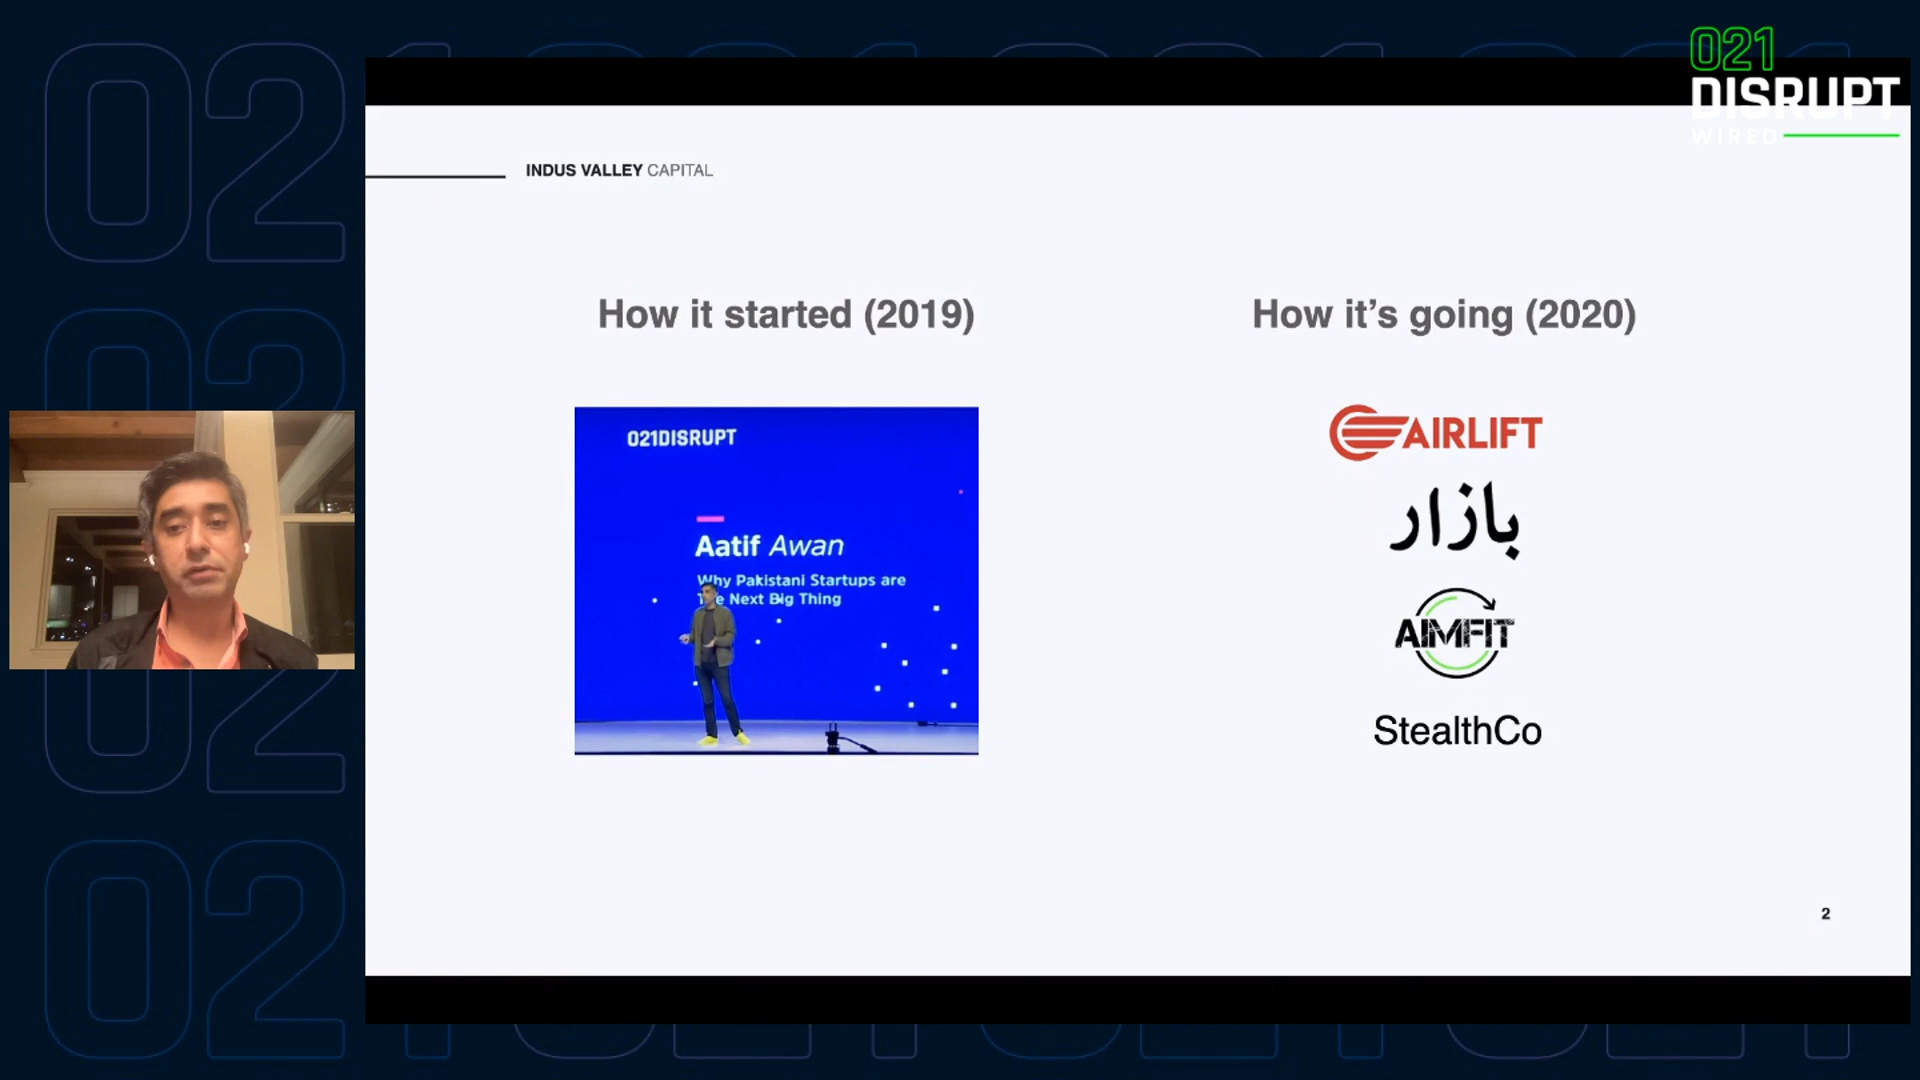 021
DISRUPT
WIRED
INDUS VALLEY CAPITAL
How it started (2019)
How it's going (2020)
021DISRUPT
Aatif Awan
Why Pakistani Startups are
The Next Big Thing
AIRLIFT
بازار
AIMFIT
StealthCo
2